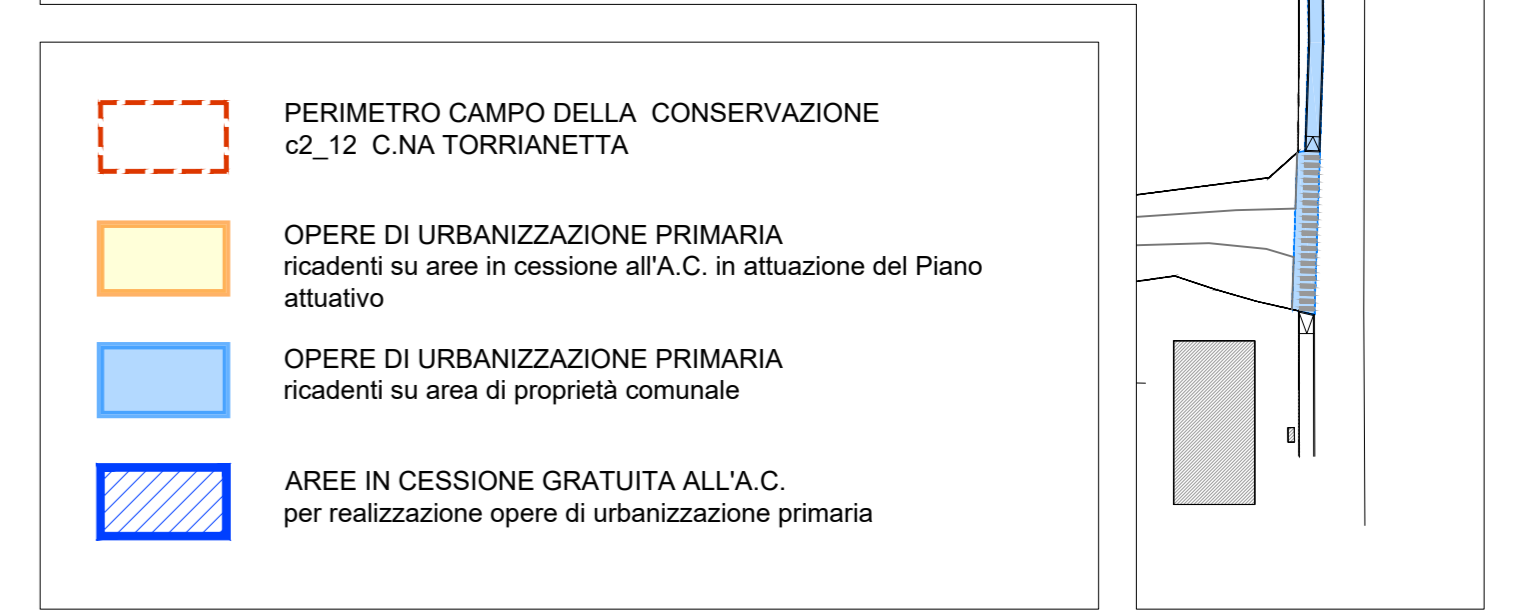 PERIMETRO CAMPO DELLA CONSERVAZIONE
c2_12 C.NA TORRIANETTA
OPERE DI URBANIZZAZIONE PRIMARIA
ricadenti su aree in cessione all'A.C. in attuazione del Piano
attuativo
OPERE DI URBANIZZAZIONE PRIMARIA
ricadenti su area di proprietà comunale
AREE IN CESSIONE GRATUITA ALL'A.C.
per realizzazione opere di urbanizzazione primaria